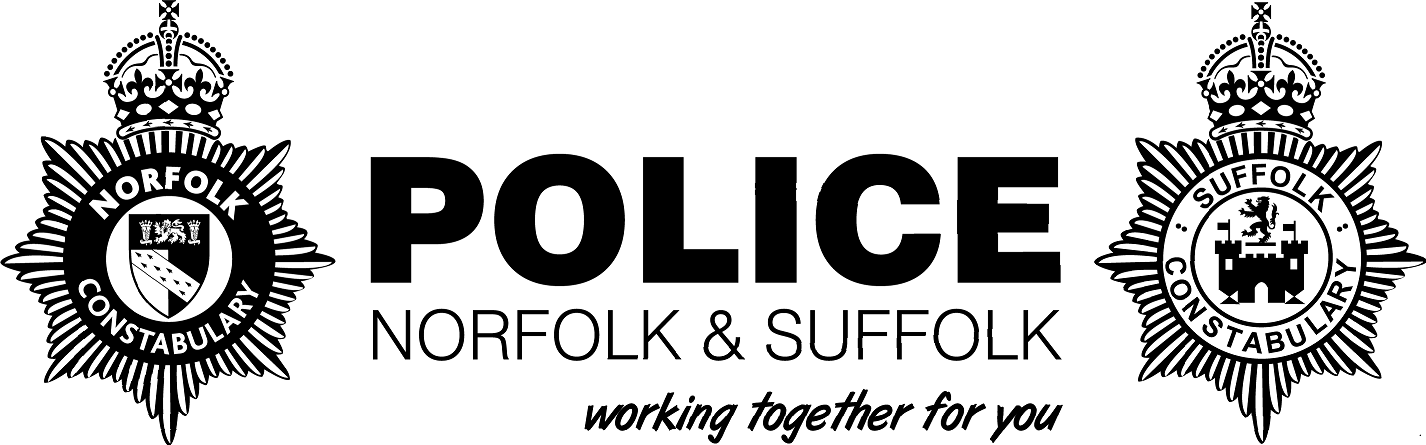 NORFOLK
CONSTABULARY
POLICE
NORFOLK & SUFFOLK
working together for you
SUFFOLK
CONSTABULARY